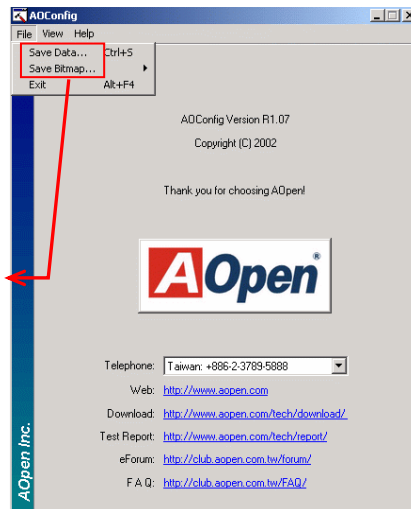 AOConfig
File View Help
Save Data... Ctrl+S
Save Bitmap...
Exit Alt+F4
AOConfig Version R1.07
Copyright (C) 2002
Thank you for choosing AOpen!
AOpen®
Telephone: Taiwan: +886-2-3789-5888
Web: http://www.aopen.com
Download: http://www.aopen.com/tech/download/
Test Report: http://www.aopen.com/tech/report/
eForum: http://club.aopen.com.tw/forum/
F A Q: http://club.aopen.com.tw/FAQ/
AOpen Inc.